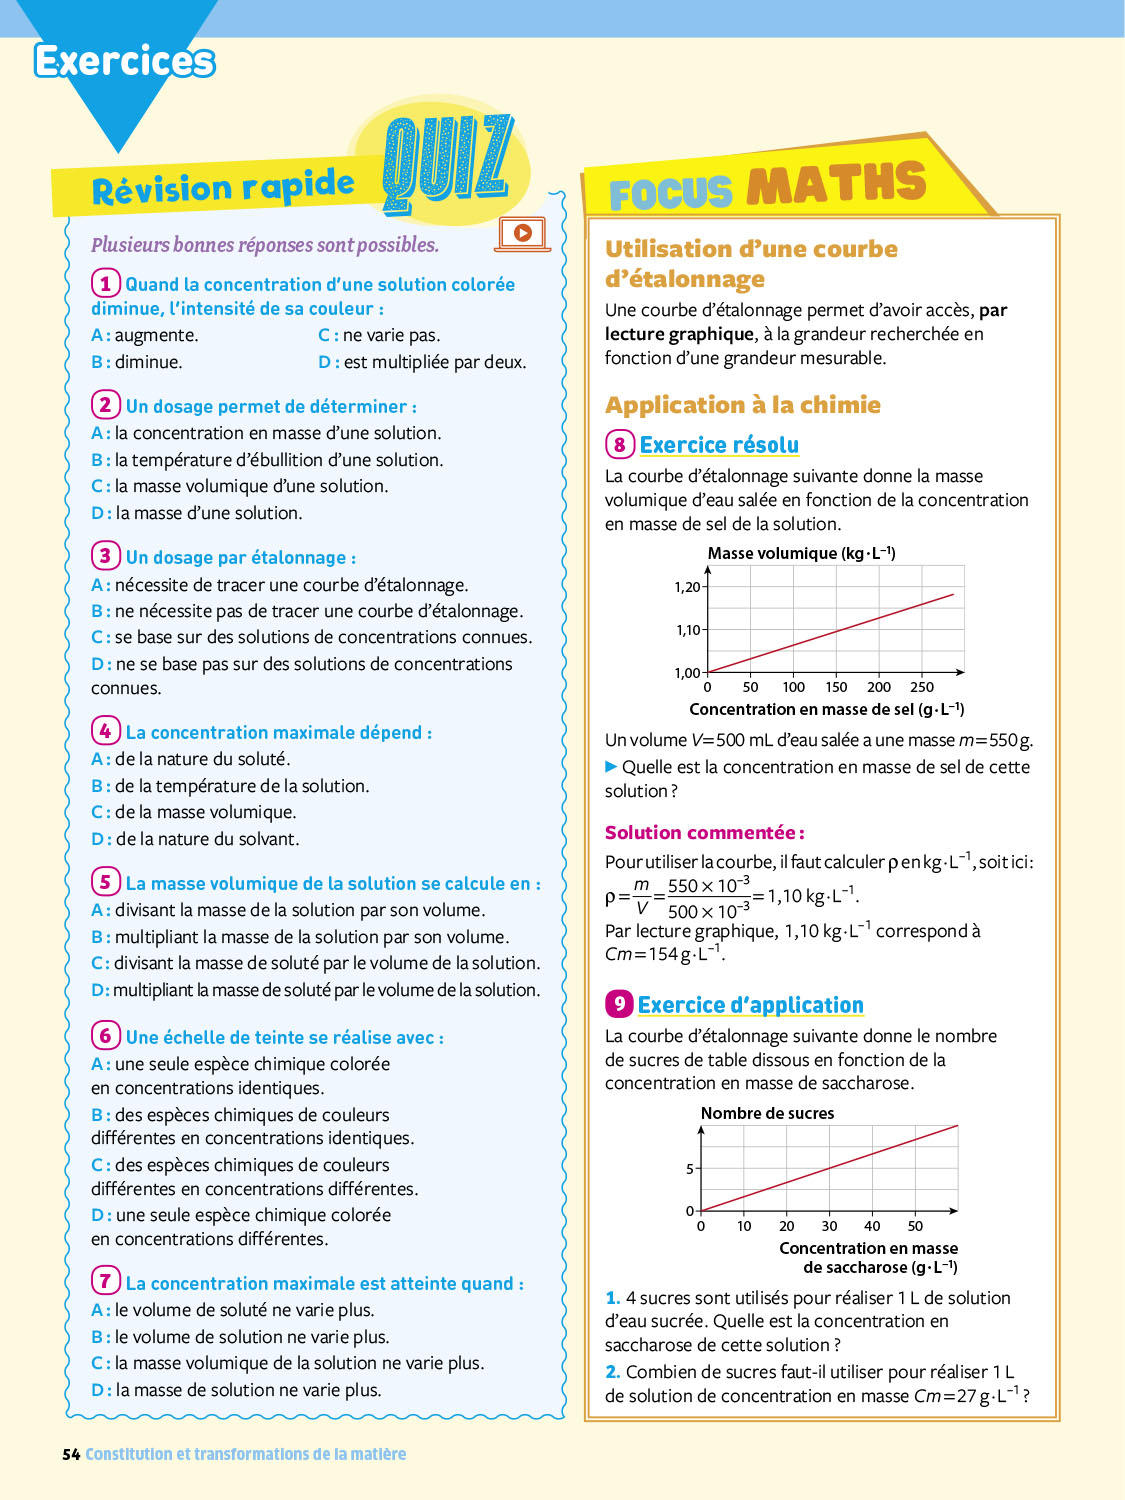 Exercices
Révision rapide QUIZ
Plusieurs bonnes réponses sont possibles.
1 Quand la concentration d'une solution colorée
diminue, l'intensité de sa couleur :
A : augmente. C : ne varie pas.
B : diminue. D : est multipliée par deux.
2 Un dosage permet de déterminer :
A : la concentration en masse d'une solution.
B : la température d'ébullition d'une solution.
C : la masse volumique d'une solution.
D : la masse d'une solution.
3 Un dosage par étalonnage :
A : nécessite de tracer une courbe d'étalonnage.
B : ne nécessite pas de tracer une courbe d'étalonnage.
C : se base sur des solutions de concentrations connues.
D : ne se base pas sur des solutions de concentrations
connues.
4 La concentration maximale dépend :
A : de la nature du soluté.
B : de la température de la solution.
C : de la masse volumique.
D : de la nature du solvant.
5 La masse volumique de la solution se calcule en :
A : divisant la masse de la solution par son volume.
B : multipliant la masse de la solution par son volume.
C : divisant la masse de soluté par le volume de la solution.
D : multipliant la masse de soluté par le volume de la solution.
6 Une échelle de teinte se réalise avec :
A : une seule espèce chimique colorée
en concentrations identiques.
B : des espèces chimiques de couleurs
différentes en concentrations identiques.
C : des espèces chimiques de couleurs
différentes en concentrations différentes.
D : une seule espèce chimique colorée
en concentrations différentes.
7 La concentration maximale est atteinte quand :
A : le volume de soluté ne varie plus.
B : le volume de solution ne varie plus.
C : la masse volumique de la solution ne varie plus.
D : la masse de solution ne varie plus.
FOCUS MATHS
Utilisation d'une courbe
d'étalonnage
Une courbe d'étalonnage permet d'avoir accès, par
lecture graphique, à la grandeur recherchée en
fonction d'une grandeur mesurable.
Application à la chimie
8 Exercice résolu
La courbe d'étalonnage suivante donne la masse
volumique d'eau salée en fonction de la concentration
en masse de sel de la solution.
Masse volumique (kg·L⁻¹)
1,20
1,10
1,00
0 50 100 150 200 250
Concentration en masse de sel (g·L⁻¹)
Un volume V=500 mL d'eau salée a une masse m=550 g.
▶ Quelle est la concentration en masse de sel de cette
solution ?
Solution commentée :
Pour utiliser la courbe, il faut calculer ρ en kg·L⁻¹, soit ici :
ρ = m/V = 550 × 10⁻³ / 500 × 10⁻³ = 1,10 kg·L⁻¹.
Par lecture graphique, 1,10 kg·L⁻¹ correspond à
Cm=154 g·L⁻¹.
9 Exercice d'application
La courbe d'étalonnage suivante donne le nombre
de sucres de table dissous en fonction de la
concentration en masse de saccharose.
Nombre de sucres
5
0
0 10 20 30 40 50
Concentration en masse
de saccharose (g·L⁻¹)
1. 4 sucres sont utilisés pour réaliser 1 L de solution
d'eau sucrée. Quelle est la concentration en
saccharose de cette solution ?
2. Combien de sucres faut-il utiliser pour réaliser 1 L
de solution de concentration en masse Cm=27 g·L⁻¹ ?
54 Constitution et transformations de la matière